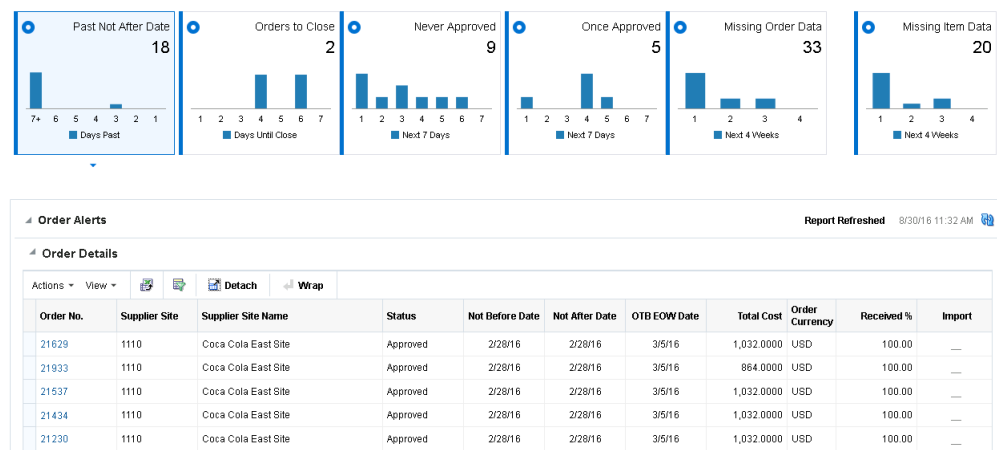 Past Not After Date
18
7+ 6 5 4 3 2 1
Days Past
Orders to Close
2
1 2 3 4 5 6 7
Days Until Close
Never Approved
9
1 2 3 4 5 6 7
Next 7 Days
Once Approved
5
1 2 3 4 5 6 7
Next 7 Days
Missing Order Data
33
1 2 3 4
Next 4 Weeks
Missing Item Data
20
1 2 3 4
Next 4 Weeks
Order Alerts
Report Refreshed 8/30/16 11:32 AM
Order Details
Actions View Detach Wrap
Order No. Supplier Site Supplier Site Name Status Not Before Date Not After Date OTB EOW Date Total Cost Order Currency Received % Import
21629 1110 Coca Cola East Site Approved 2/28/16 2/28/16 3/5/16 1,032.0000 USD 100.00
21933 1110 Coca Cola East Site Approved 2/28/16 2/28/16 3/5/16 864.0000 USD 100.00
21537 1110 Coca Cola East Site Approved 2/28/16 2/28/16 3/5/16 1,032.0000 USD 100.00
21434 1110 Coca Cola East Site Approved 2/28/16 2/28/16 3/5/16 1,032.0000 USD 100.00
21230 1110 Coca Cola East Site Approved 2/28/16 2/28/16 3/5/16 1,032.0000 USD 100.00